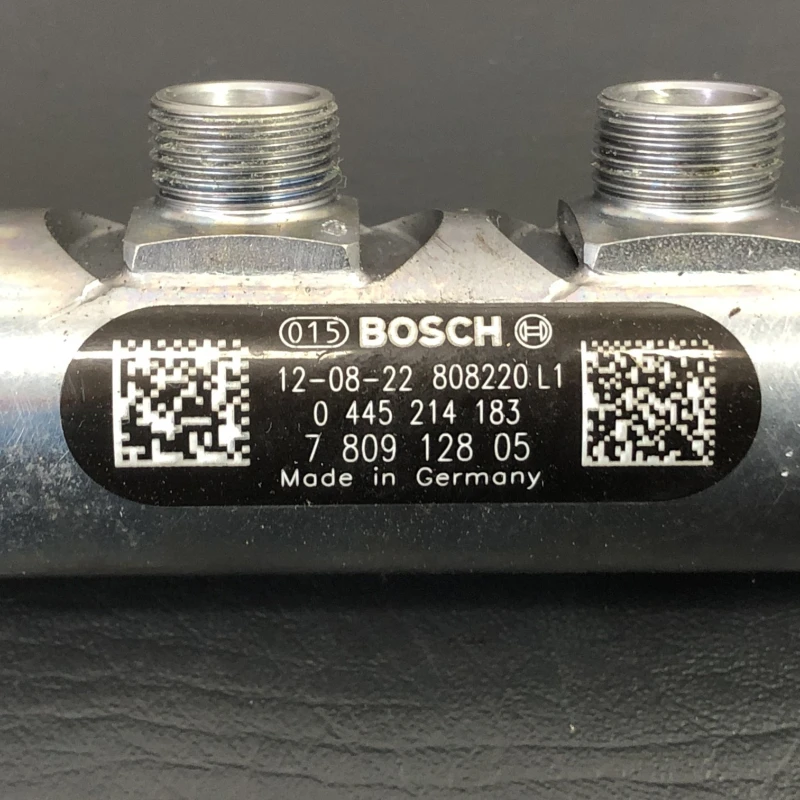 015 BOSCH
12-08-22 808220 L1
0 445 214 183
7 809 128 05
Made in Germany